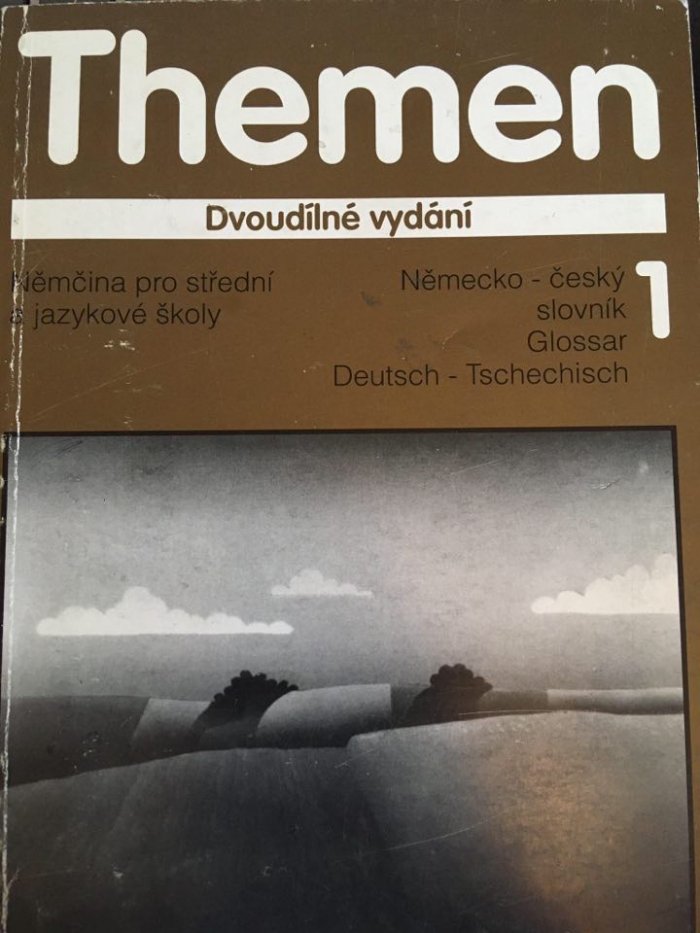 Themen
Dvoudílné vydání
Němčina pro střední
a jazykové školy
Německo - český
slovník
Glossar
Deutsch - Tschechisch
1